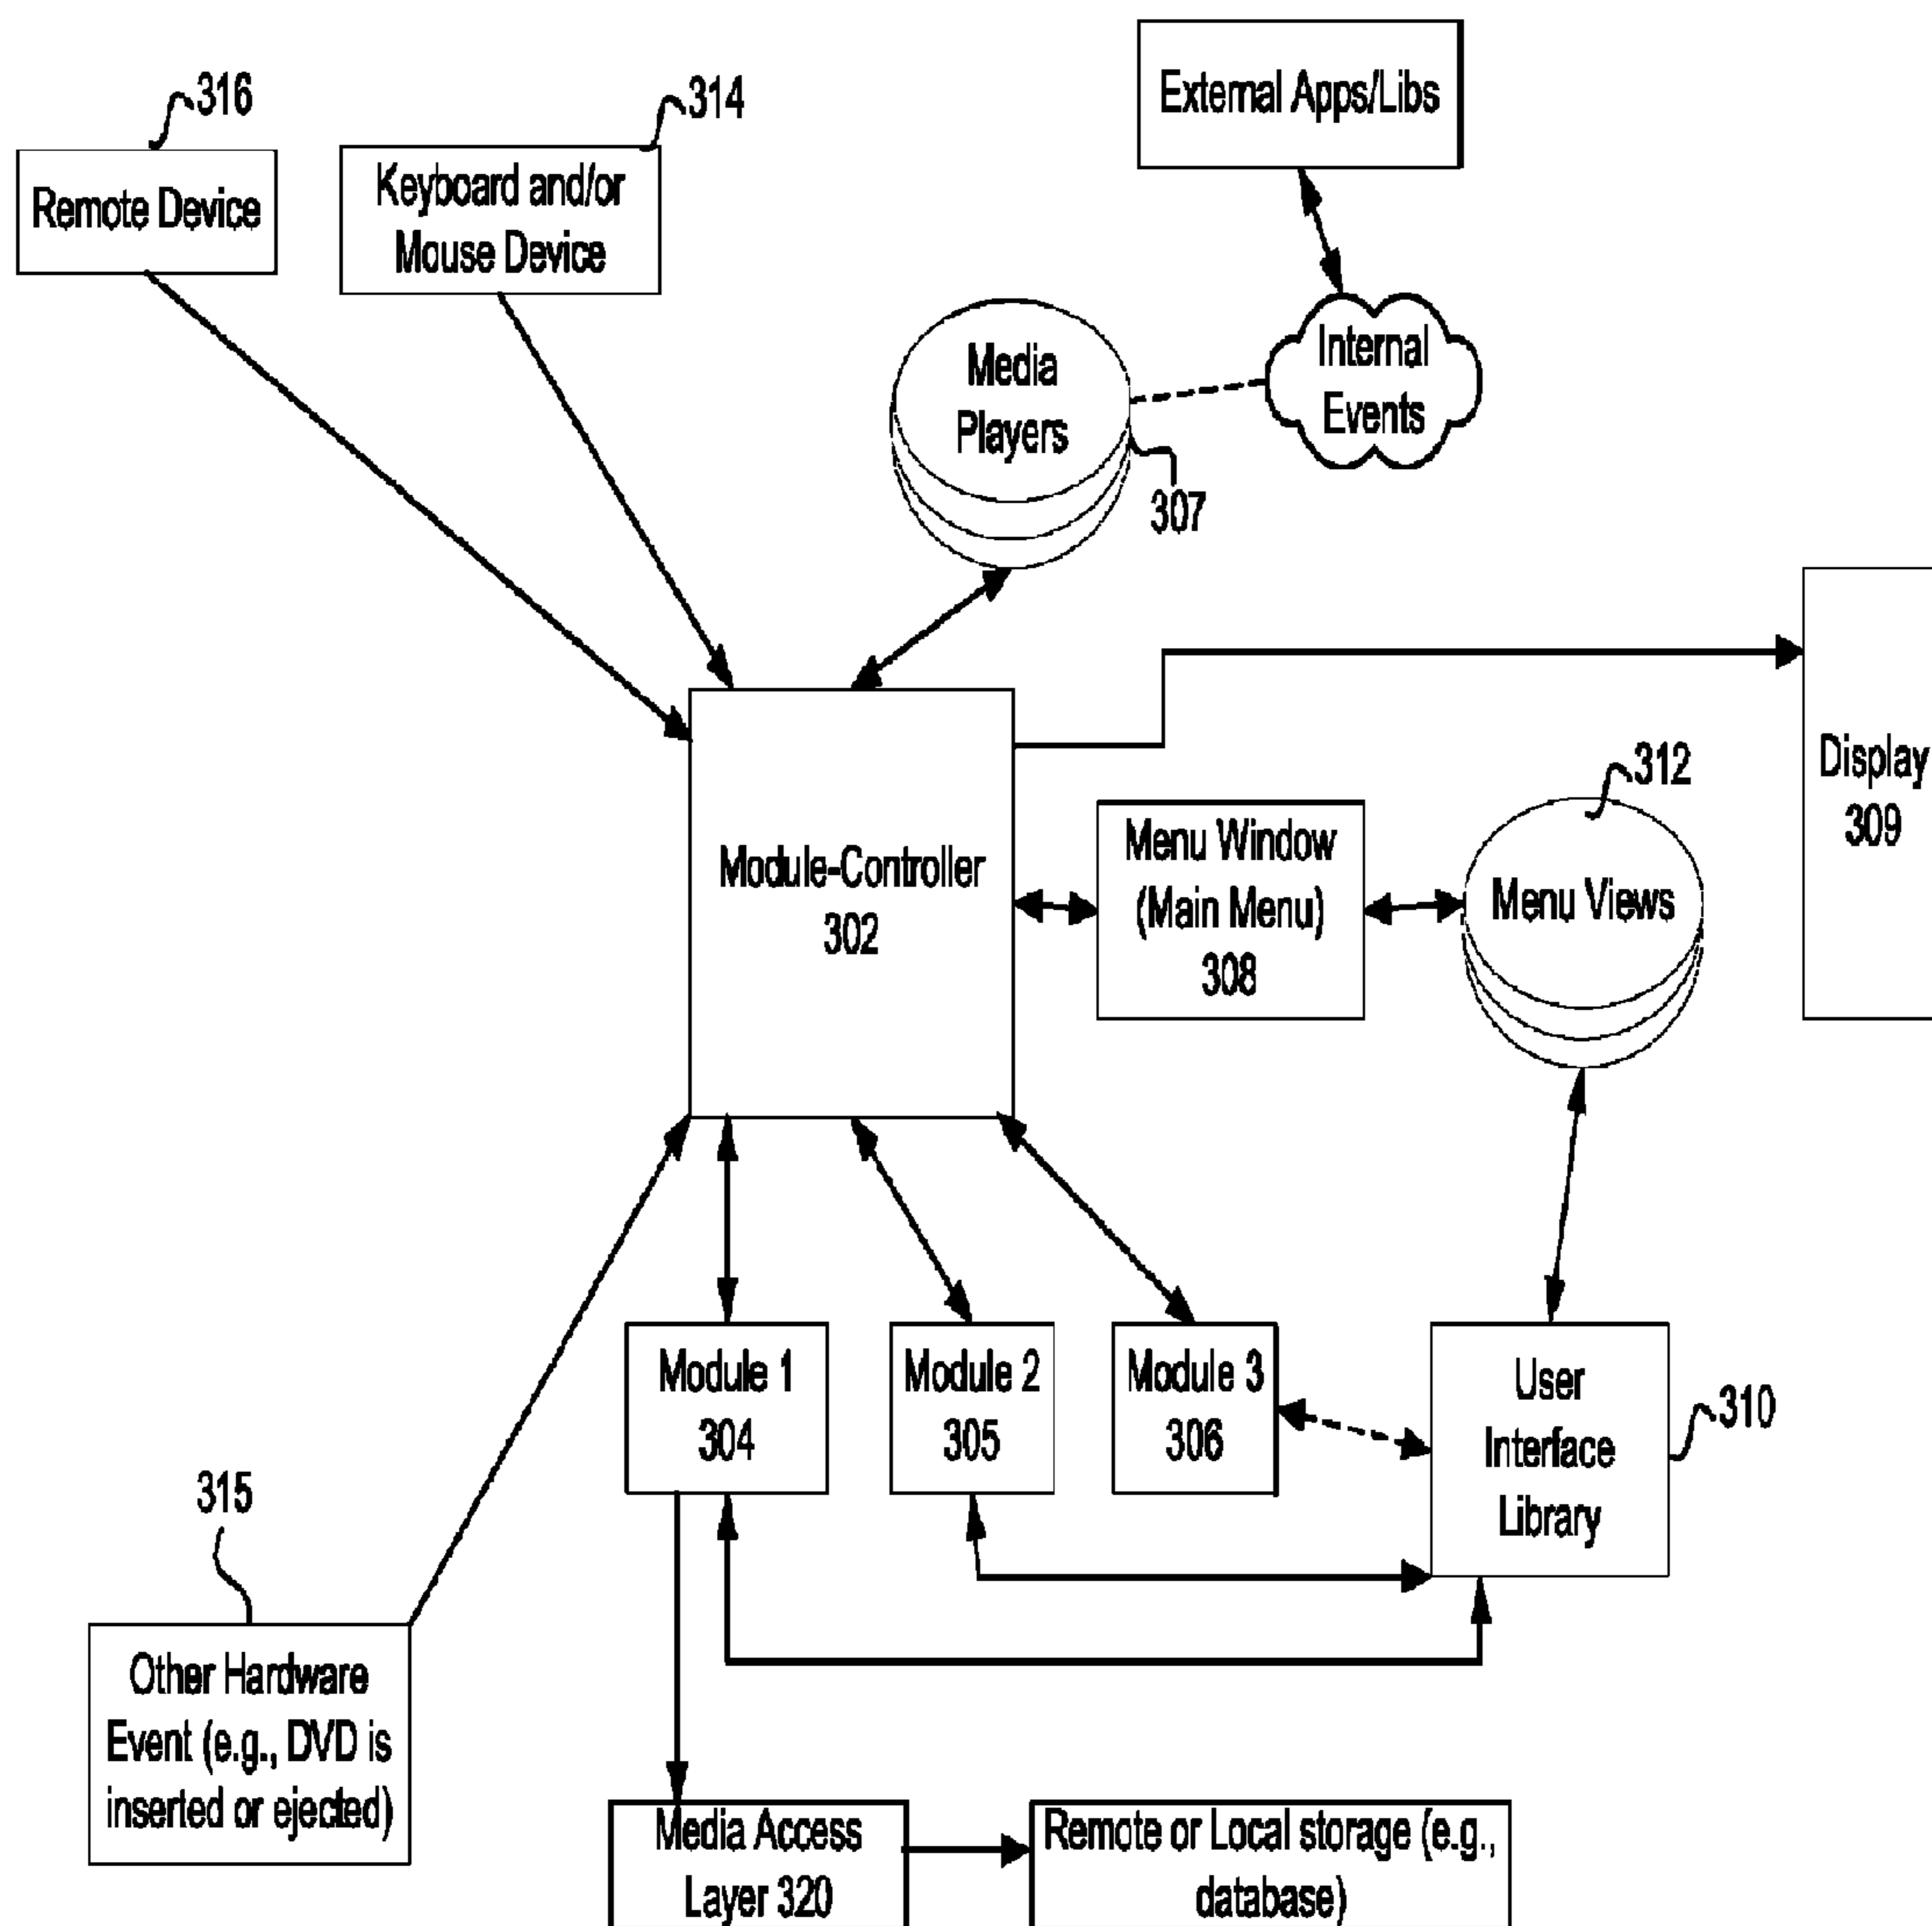 External Apps/Libs
316
314
Remote Device
Keyboard and/or
Mouse Device
Internal
Events
Media
Players
307
Display
309
312
Module-Controller
302
Menu Window
(Main Menu)
308
Menu Views
Module 1
304
Module 2
305
Module 3
306
User
Interface
Library
310
315
Other Hardware
Event (e.g., DVD is
inserted or ejected)
Media Access
Layer 320
Remote or Local storage (e.g.,
database)